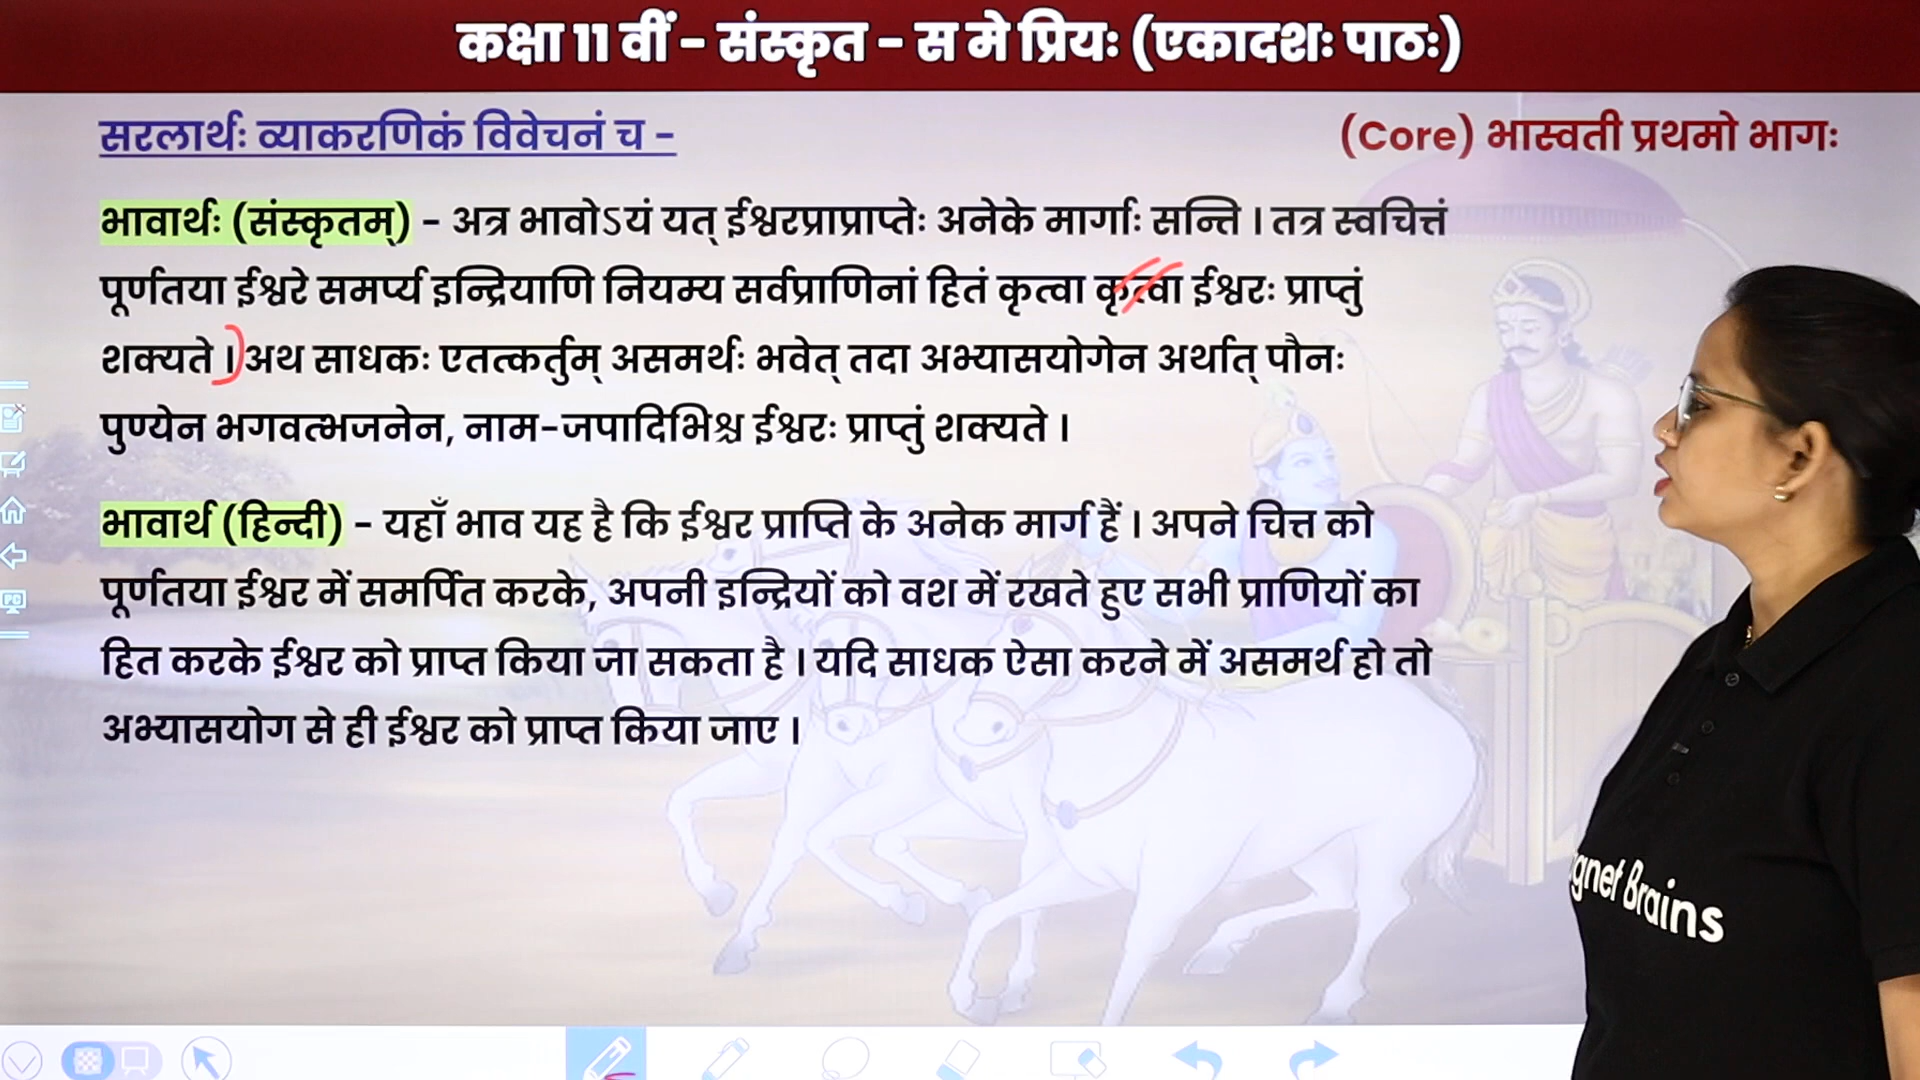 कक्षा 11 वीं - संस्कृत - स मे प्रियः (एकादशः पाठः)
सरलार्थः व्याकरणिकं विवेचनं च -
(Core) भास्वती प्रथमो भागः
भावार्थः (संस्कृतम्) - अत्र भावोऽयं यत् ईश्वरप्राप्राप्तेः अनेके मार्गाः सन्ति । तत्र स्वचित्तं
पूर्णतया ईश्वरे समर्प्य इन्द्रियाणि नियम्य सर्वप्राणिनां हितं कृत्वा कृत्वा ईश्वरः प्राप्तुं
शक्यते । अथ साधकः एतत्कर्तुम् असमर्थः भवेत् तदा अभ्यासयोगेन अर्थात् पौनः
पुण्येन भगवत्भजनेन, नाम-जपादिभिश्च ईश्वरः प्राप्तुं शक्यते ।
भावार्थ (हिन्दी) - यहाँ भाव यह है कि ईश्वर प्राप्ति के अनेक मार्ग हैं । अपने चित्त को
पूर्णतया ईश्वर में समर्पित करके, अपनी इन्द्रियों को वश में रखते हुए सभी प्राणियों का
हित करके ईश्वर को प्राप्त किया जा सकता है । यदि साधक ऐसा करने में असमर्थ हो तो
अभ्यासयोग से ही ईश्वर को प्राप्त किया जाए ।
gnet Brains